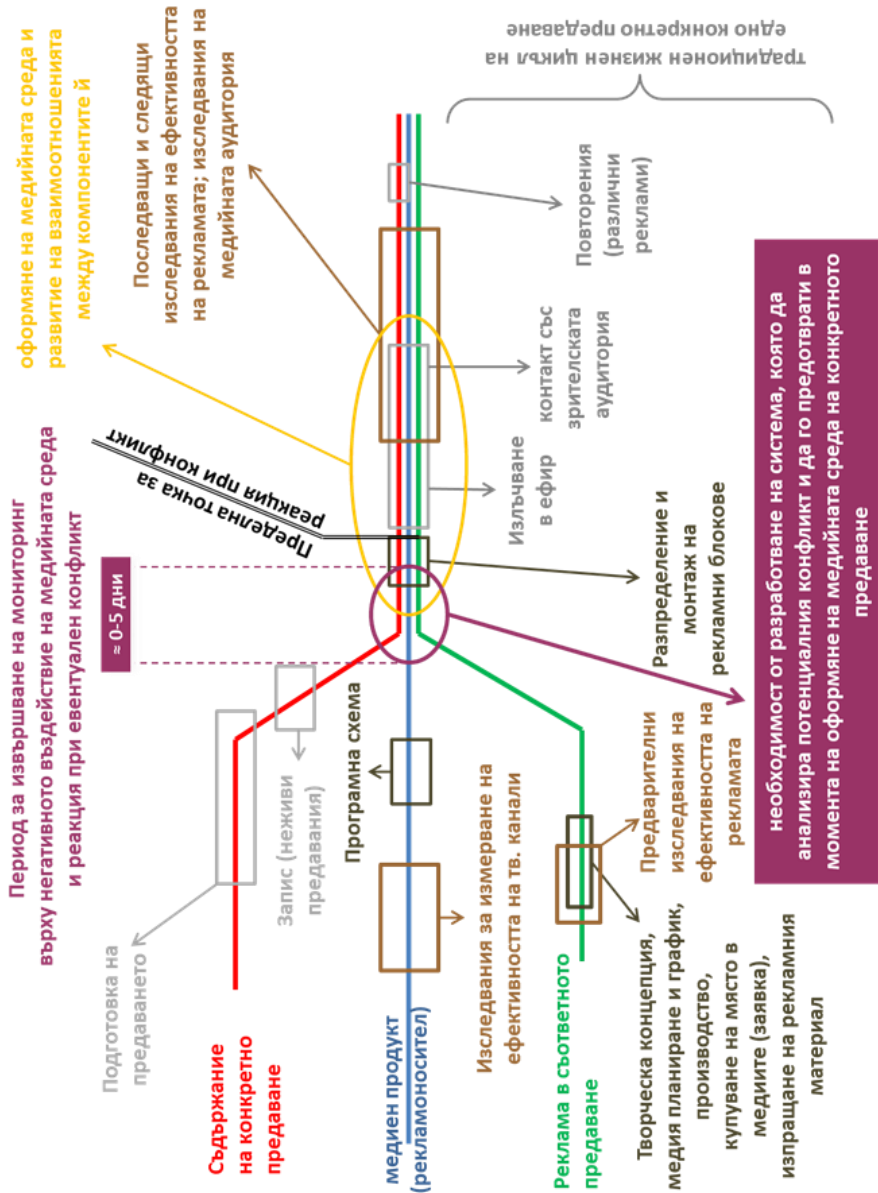 Период за извършване на мониторинг
върху негативното въздействие на медийната среда
и реакция при евентуален конфликт
≈ 0-5 дни
оформяне на медийната среда и
развитие на взаимоотношенията
между компонентите й
Пределна точка за
реакция при конфликт
Последващи и следящи
изследвания на ефективността
на рекламата; изследвания на
медийната аудитория
Подготовка на
предаването
Запис (неживи
предавания)
Съдържание
на конкретно
предаване
Програмна схема
медиен продукт
(рекламоносител)
Изследвания за измерване на
ефективността на тв. канали
Излъчване
в ефир
контакт със
зрителската
аудитория
Повторения
(различни
реклами)
традиционен жизнен цикъл на
едно конкретно предаване
Реклама в съответното
предаване
Творческа концепция,
медия планиране и график,
производство,
купуване на място в
медиите (заявка),
изпращане на рекламния
материал
Предварителни
изследвания на
ефективността на
рекламата
Разпределение и
монтаж на
рекламни блокове
необходимост от разработване на система, която да
анализира потенциалния конфликт и да го предотврати в
момента на оформяне на медийната среда на конкретното
предаване